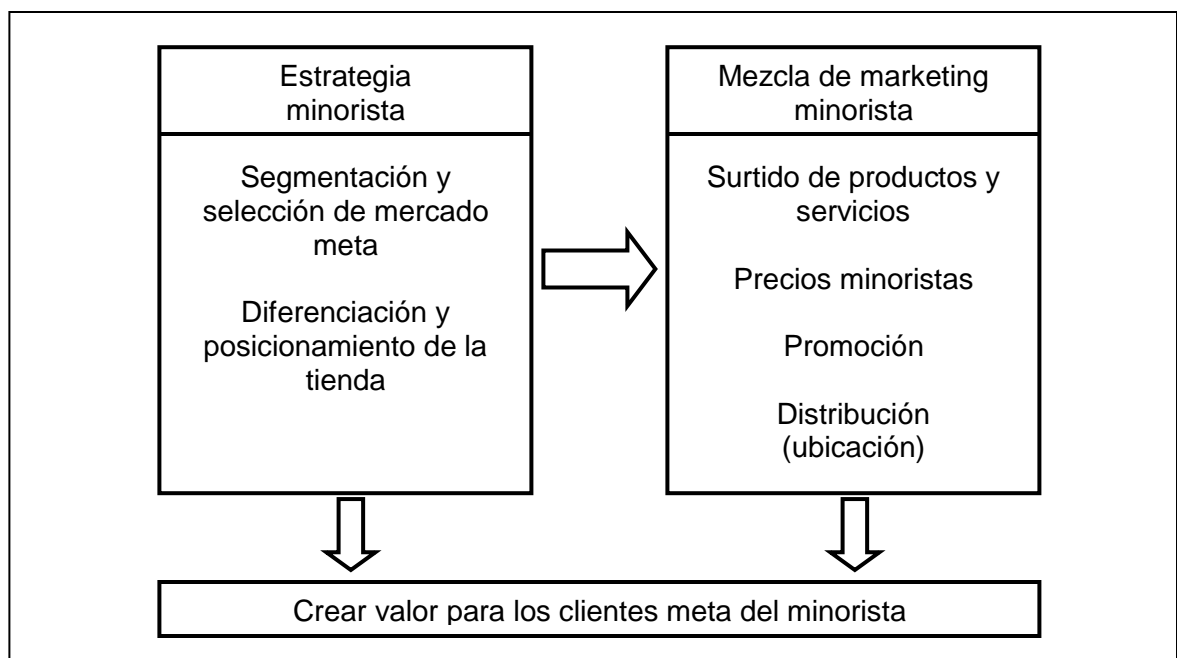 Estrategia
minorista
Segmentación y
selección de mercado
meta
Diferenciación y
posicionamiento de la
tienda
Mezcla de marketing
minorista
Surtido de productos y
servicios
Precios minoristas
Promoción
Distribución
(ubicación)
Crear valor para los clientes meta del minorista